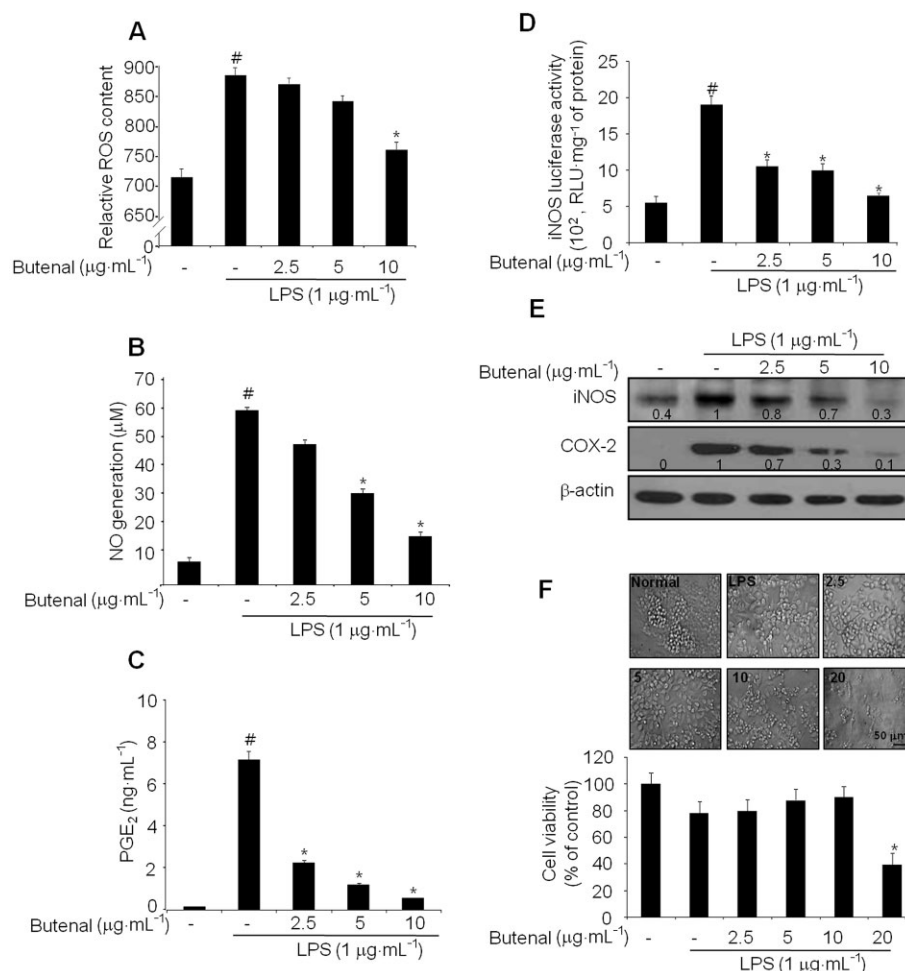 A
#
*
900
850
800
750
700
650
0
Relactive ROS content
Butenal (μg·mL⁻¹) - - 2.5 5 10
LPS (1 μg·mL⁻¹)
B
#
*
*
70
60
50
40
30
20
10
NO generation (μM)
Butenal (μg·mL⁻¹) - - 2.5 5 10
LPS (1 μg·mL⁻¹)
C
#
*
*
*
10
8
6
4
2
0
PGE₂ (ng·mL⁻¹)
Butenal (μg·mL⁻¹) - - 2.5 5 10
LPS (1 μg·mL⁻¹)
D
#
*
*
*
25
20
15
10
5
0
iNOS luciferase activity
(10², RLU·mg⁻¹ of protein)
Butenal (μg·mL⁻¹) - - 2.5 5 10
LPS (1 μg·mL⁻¹)
E
LPS (1 μg·mL⁻¹)
Butenal (μg·mL⁻¹) - - 2.5 5 10
iNOS
0.4 1 0.8 0.7 0.3
COX-2
0 1 0.7 0.3 0.1
β-actin
F
Normal LPS 2.5
5 10 20
50 μm
*
120
100
80
60
40
20
0
Cell viability
(% of control)
Butenal (μg·mL⁻¹) - - 2.5 5 10 20
LPS (1 μg·mL⁻¹)